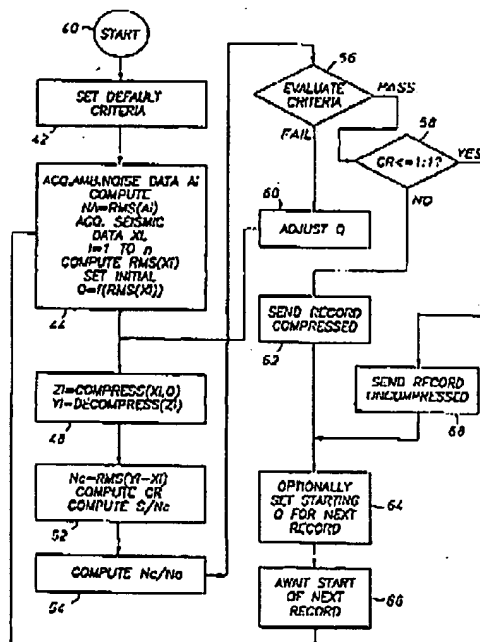 40
START
SET DEFAULT
CRITERIA
42
ACQ.AMB.NOISE DATA Ai
COMPUTE
NA=RMS(Ai)
ACQ. SEISMIC
DATA Xi,
i=1 TO n
COMPUTE RMS(Xi)
SET INITIAL
Q=f(RMS(Xi))
44
Zi=COMPRESS(Xi,Q)
Yi=DECOMPRESS(Zi)
48
Nc=RMS(Yi-Xi)
COMPUTE CR
COMPUTE S/Nc
52
COMPUTE Nc/Na
54
56
EVALUATE
CRITERIA
PASS
FAIL
58
CR<=1:1?
YES
NO
60
ADJUST Q
SEND RECORD
COMPRESSED
62
SEND RECORD
UNCOMPRESSED
68
OPTIONALLY
SET STARTING
Q FOR NEXT
RECORD
64
AWAIT START
OF NEXT
RECORD
66